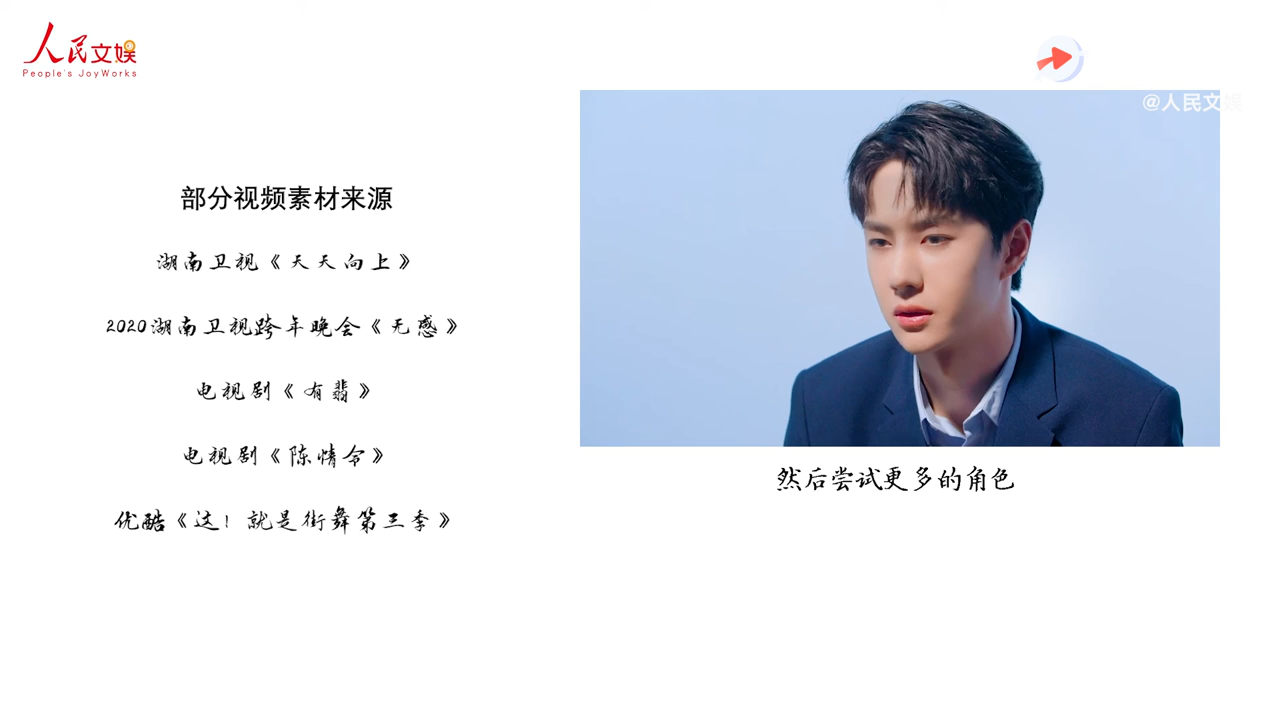 人民文娱
People's JoyWorks
@人民文娱
部分视频素材来源
湖南卫视《天天向上》
2020湖南卫视跨年晚会《无感》
电视剧《有翡》
电视剧《陈情令》
优酷《这！就是街舞第三季》
然后尝试更多的角色